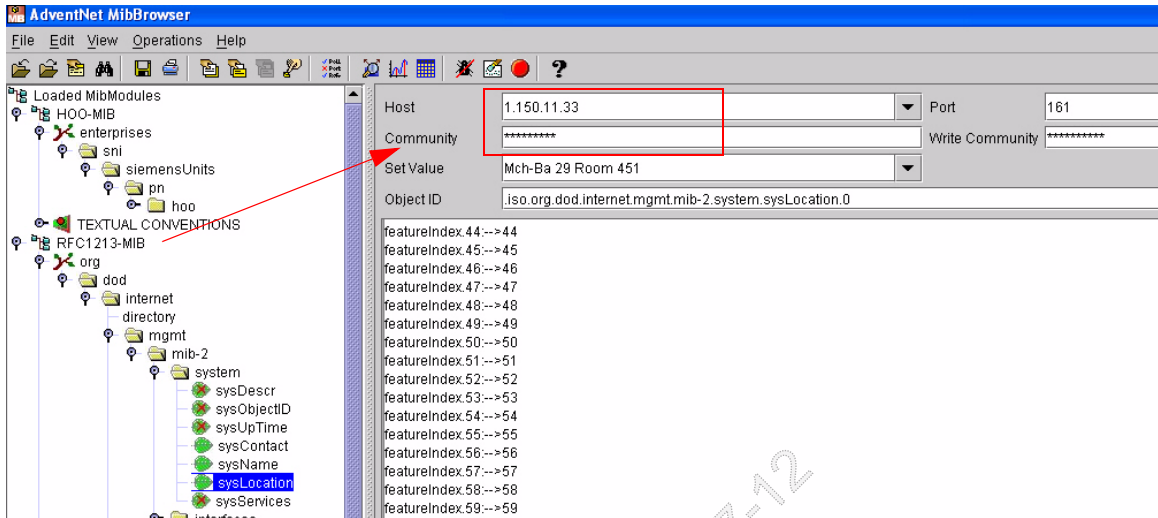 AdventNet MibBrowser
File Edit View Operations Help
Loaded MibModules
HOO-MIB
enterprises
sni
siemensUnits
pn
hoo
TEXTUAL CONVENTIONS
RFC1213-MIB
org
dod
internet
directory
mgmt
mib-2
system
sysDescr
sysObjectID
sysUpTime
sysContact
sysName
sysLocation
sysServices
interfaces
Host 1.150.11.33 Port 161
Community ********* Write Community **********
Set Value Mch-Ba 29 Room 451
Object ID .iso.org.dod.internet.mgmt.mib-2.system.sysLocation.0
featureIndex.44:-->44
featureIndex.45:-->45
featureIndex.46:-->46
featureIndex.47:-->47
featureIndex.48:-->48
featureIndex.49:-->49
featureIndex.50:-->50
featureIndex.51:-->51
featureIndex.52:-->52
featureIndex.53:-->53
featureIndex.54:-->54
featureIndex.55:-->55
featureIndex.56:-->56
featureIndex.57:-->57
featureIndex.58:-->58
featureIndex.59:-->59